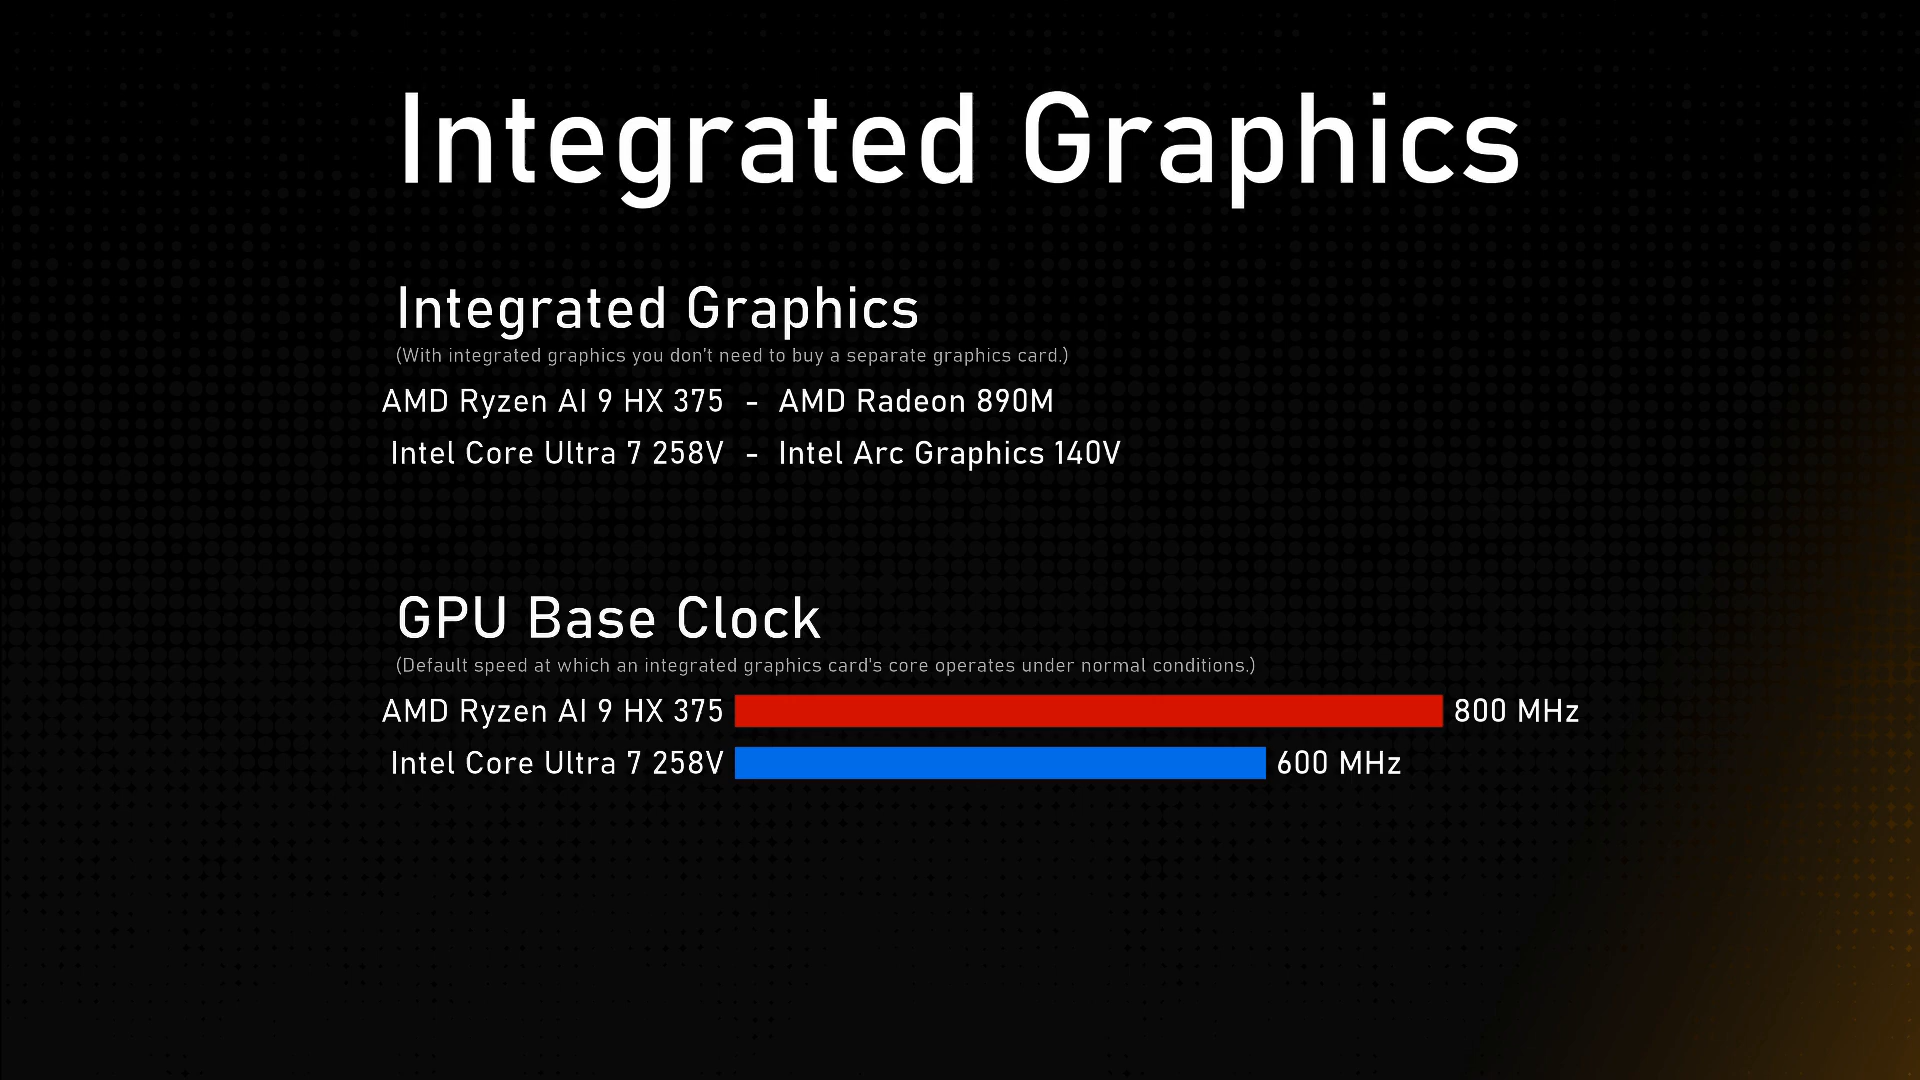 Integrated Graphics
Integrated Graphics
(With integrated graphics you don't need to buy a separate graphics card.)
AMD Ryzen AI 9 HX 375 - AMD Radeon 890M
Intel Core Ultra 7 258V - Intel Arc Graphics 140V
GPU Base Clock
(Default speed at which an integrated graphics card's core operates under normal conditions.)
AMD Ryzen AI 9 HX 375 800 MHz
Intel Core Ultra 7 258V 600 MHz